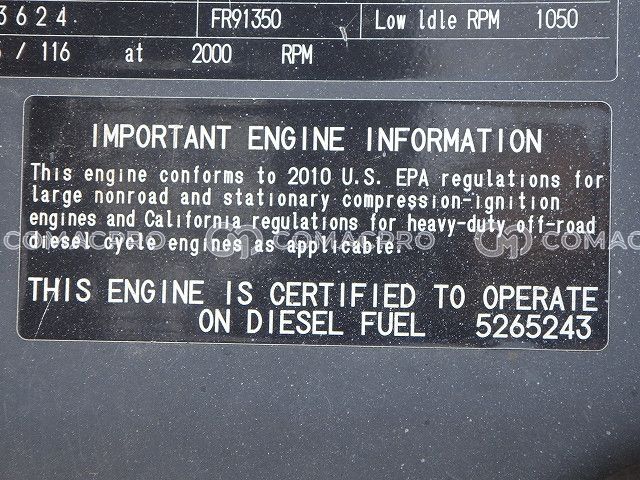 3624 FR91350 Low Idle RPM 1050
/ 116 at 2000 RPM
IMPORTANT ENGINE INFORMATION
This engine conforms to 2010 U.S. EPA regulations for
large nonroad and stationary compression-ignition
engines and California regulations for heavy-duty off-road
diesel cycle engines as applicable.
COMACPRO COMACPRO
THIS ENGINE IS CERTIFIED TO OPERATE
ON DIESEL FUEL 5265243